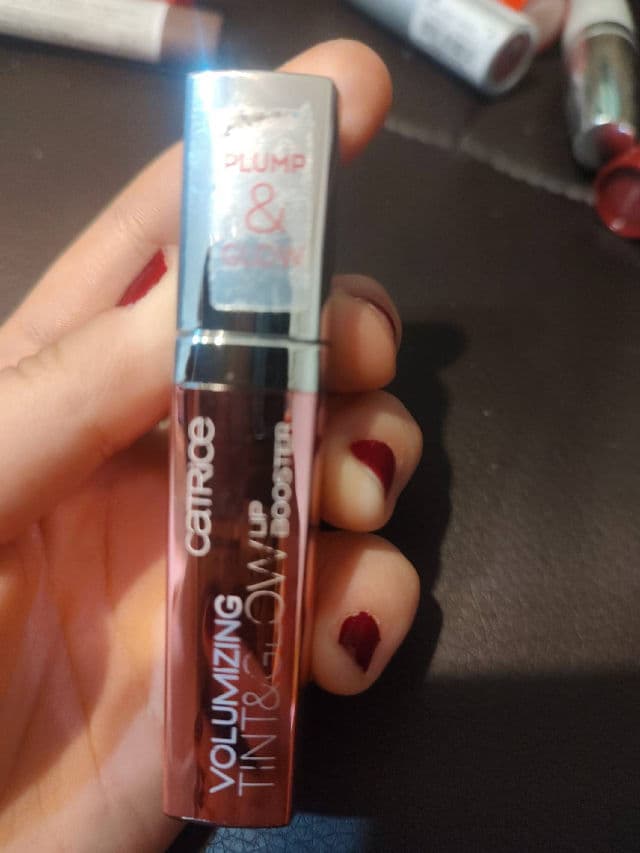 PLUMP
&
GLOW
CATRICE
VOLUMIZING
TINT&GLOW LIP
BOOSTER